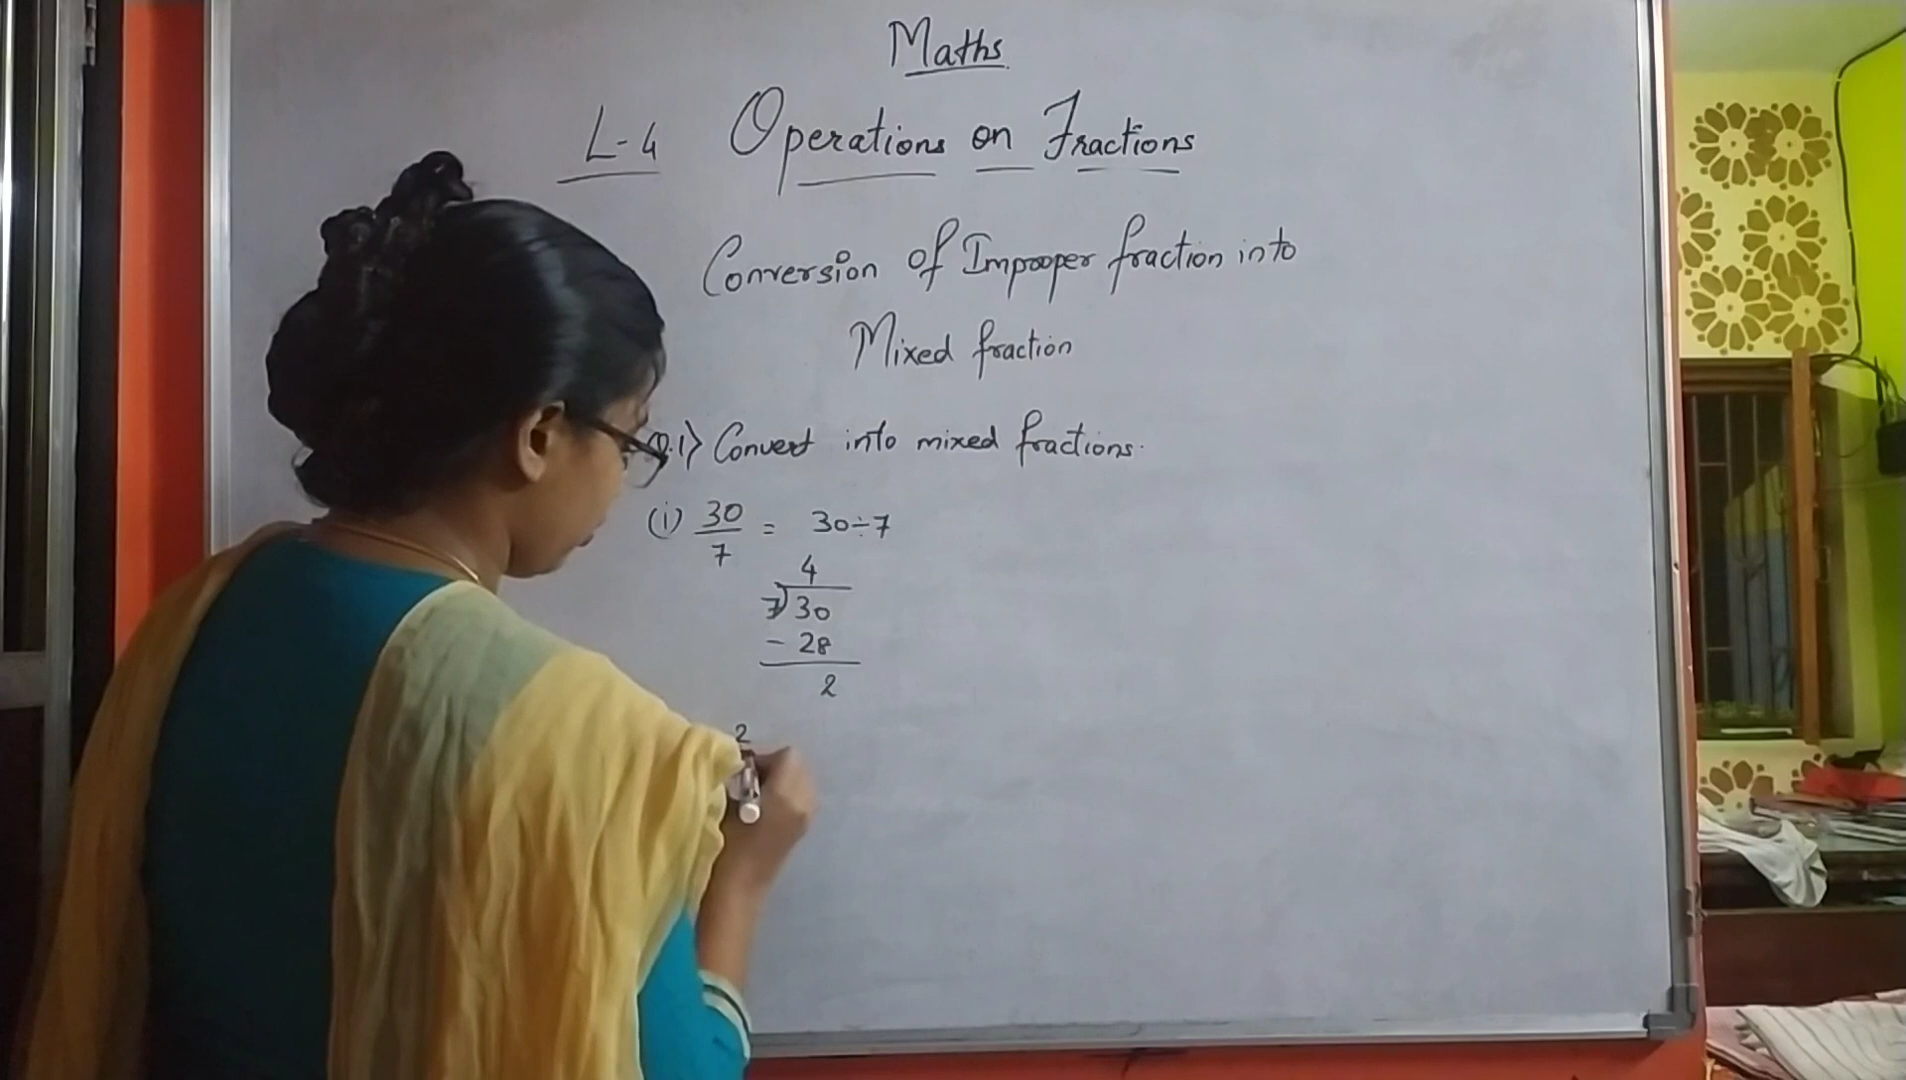 Maths
L-4 Operations on Fractions
Conversion of Improper fraction into
Mixed fraction
Q.1) Convert into mixed fractions.
(i) 30/7 = 30÷7
4
7)30
- 28
2
2